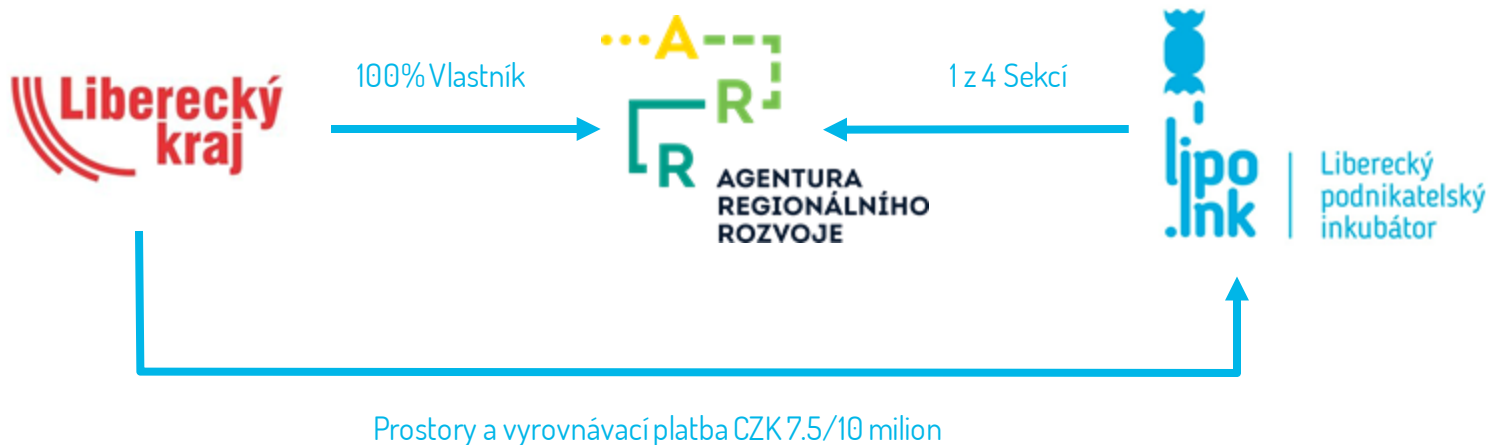 Liberecký
kraj
100% Vlastník
A
R
R
AGENTURA
REGIONÁLNÍHO
ROZVOJE
1 z 4 Sekcí
lipo
.ink
Liberecký
podnikatelský
inkubátor
Prostory a vyrovnávací platba CZK 7.5/10 milion